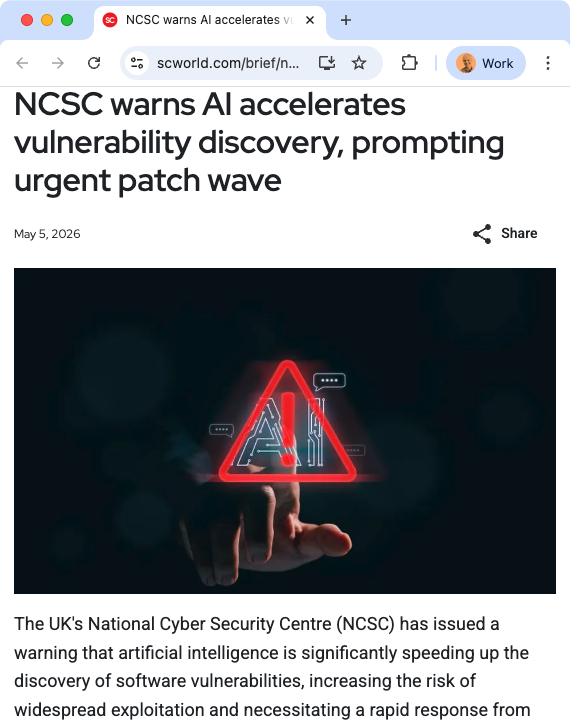 NCSC warns AI accelerates vu
scworld.com/brief/n...
Work
NCSC warns AI accelerates
vulnerability discovery, prompting
urgent patch wave
May 5, 2026
Share
AI
The UK's National Cyber Security Centre (NCSC) has issued a
warning that artificial intelligence is significantly speeding up the
discovery of software vulnerabilities, increasing the risk of
widespread exploitation and necessitating a rapid response from